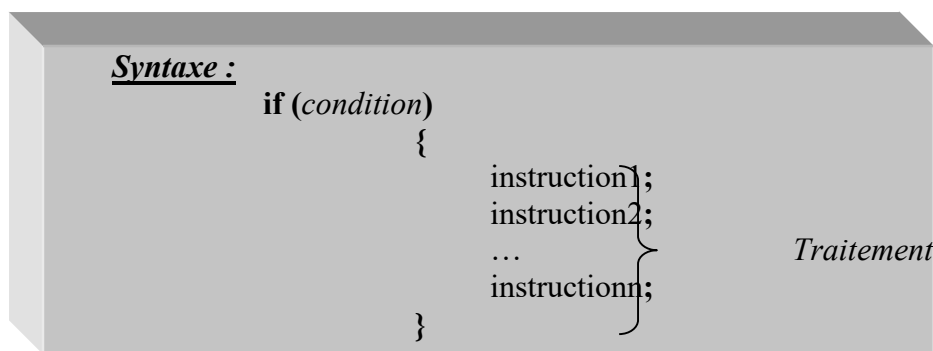 Syntaxe :
if (condition)
{
instruction1;
instruction2;
… Traitement
instructionn;
}